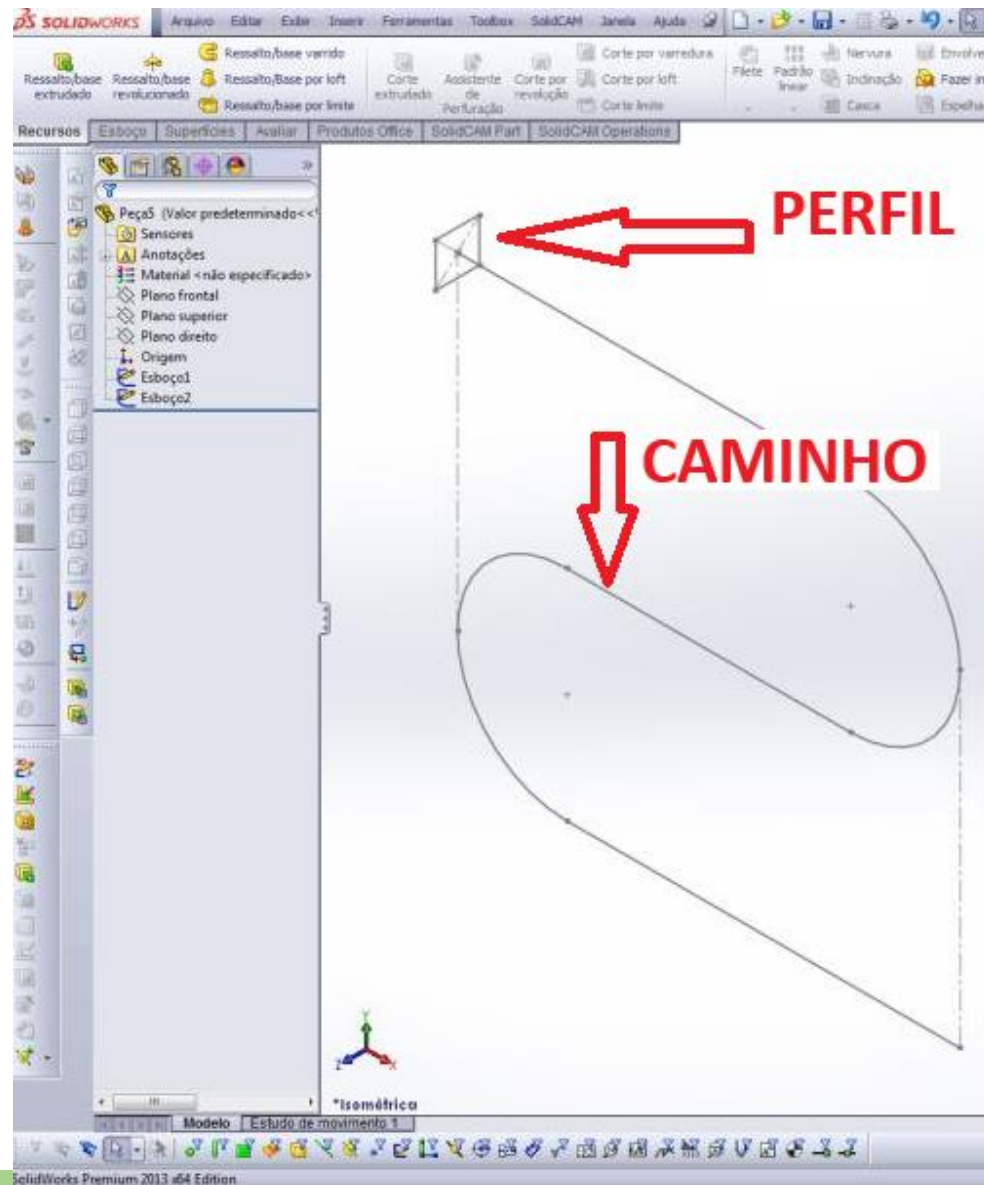 SOLIDWORKS Arquivo Editar Exibir Inserir Ferramentas Toolbox SolidCAM Janela Ajuda
Ressalto/base extrudado
Ressalto/base revolucionado
Ressalto/base varrido
Ressalto/Base por loft
Ressalto/base por limite
Corte extrudado
Assistente de Perfuração
Corte por revolução
Corte por varredura
Corte por loft
Corte limite
Filete
Padrão linear
Nervura
Inclinação
Casca
Envolve
Fazer in
Espelha
Recursos Esboço Superfícies Avaliar Produtos Office SolidCAM Part SolidCAM Operations
Peça5 (Valor predeterminado<<
Sensores
Anotações
Material <não especificado>
Plano frontal
Plano superior
Plano direito
Origem
Esboço1
Esboço2
PERFIL
CAMINHO
Y
Z
X
*Isométrica
Modelo Estudo de movimento 1
SolidWorks Premium 2013 x64 Edition